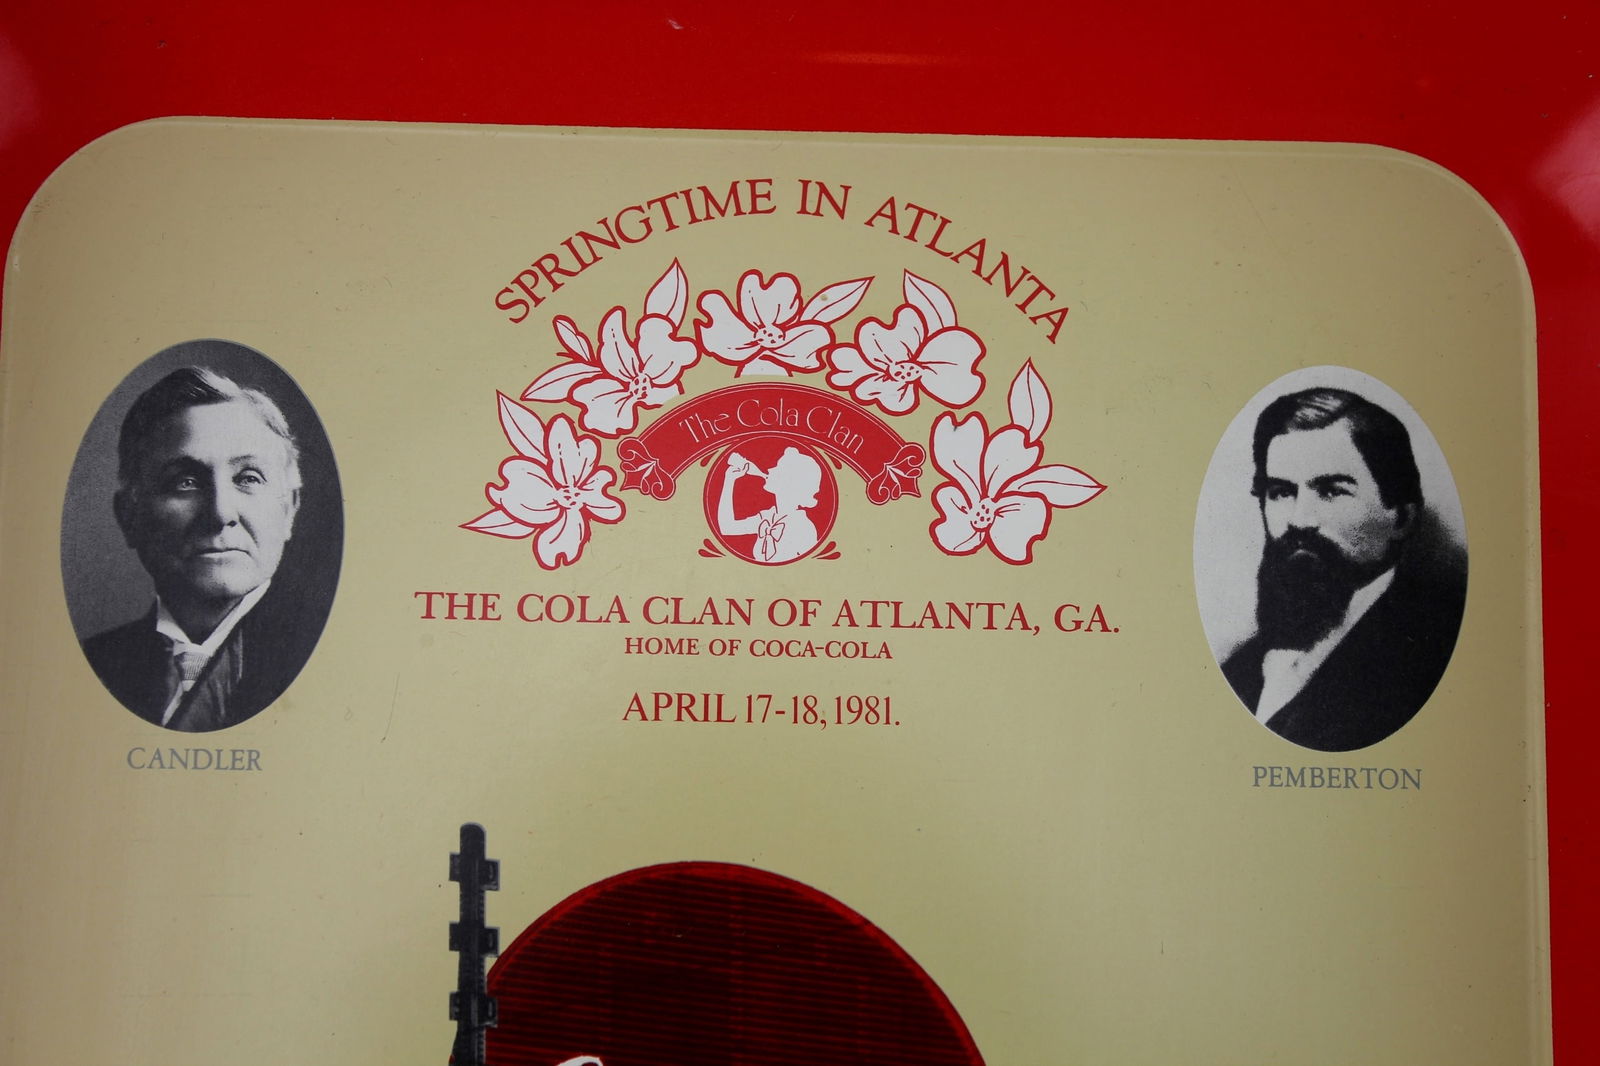 SPRINGTIME IN ATLANTA
The Cola Clan
THE COLA CLAN OF ATLANTA, GA.
HOME OF COCA-COLA
APRIL 17-18, 1981.
CANDLER
PEMBERTON